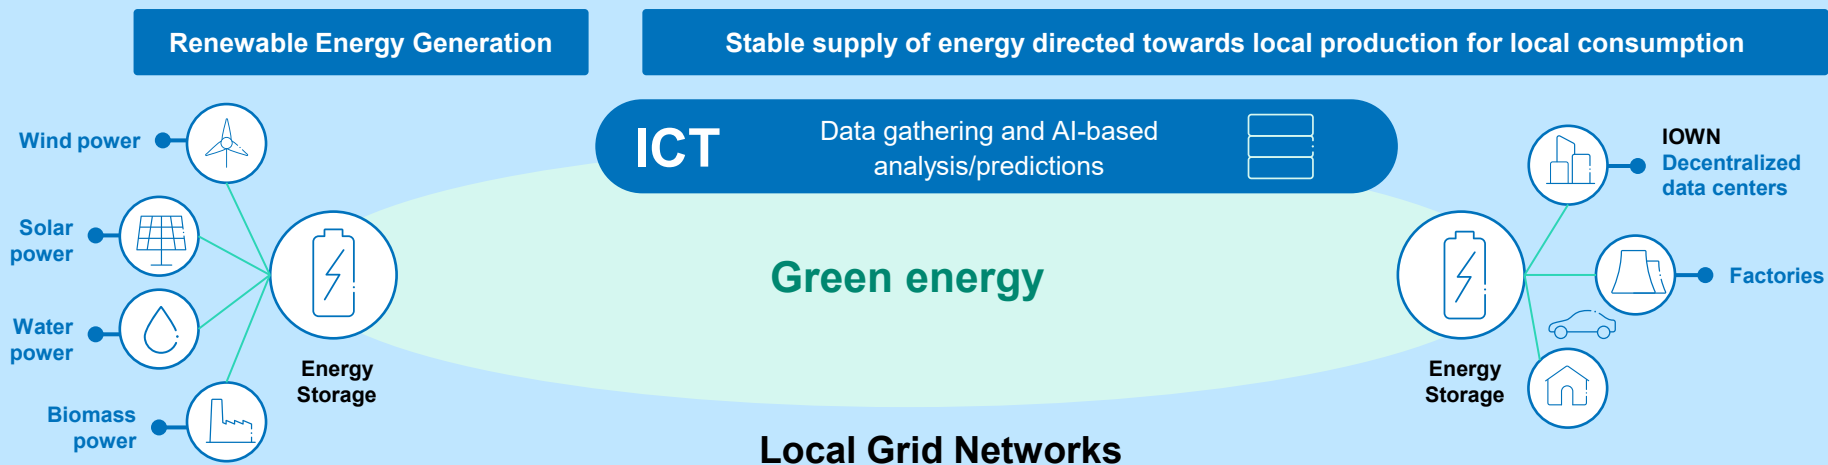 Renewable Energy Generation
Stable supply of energy directed towards local production for local consumption
ICT
Data gathering and AI-based
analysis/predictions
Wind power
Solar
power
Water
power
Biomass
power
Energy
Storage
Green energy
Local Grid Networks
Energy
Storage
IOWN
Decentralized
data centers
Factories